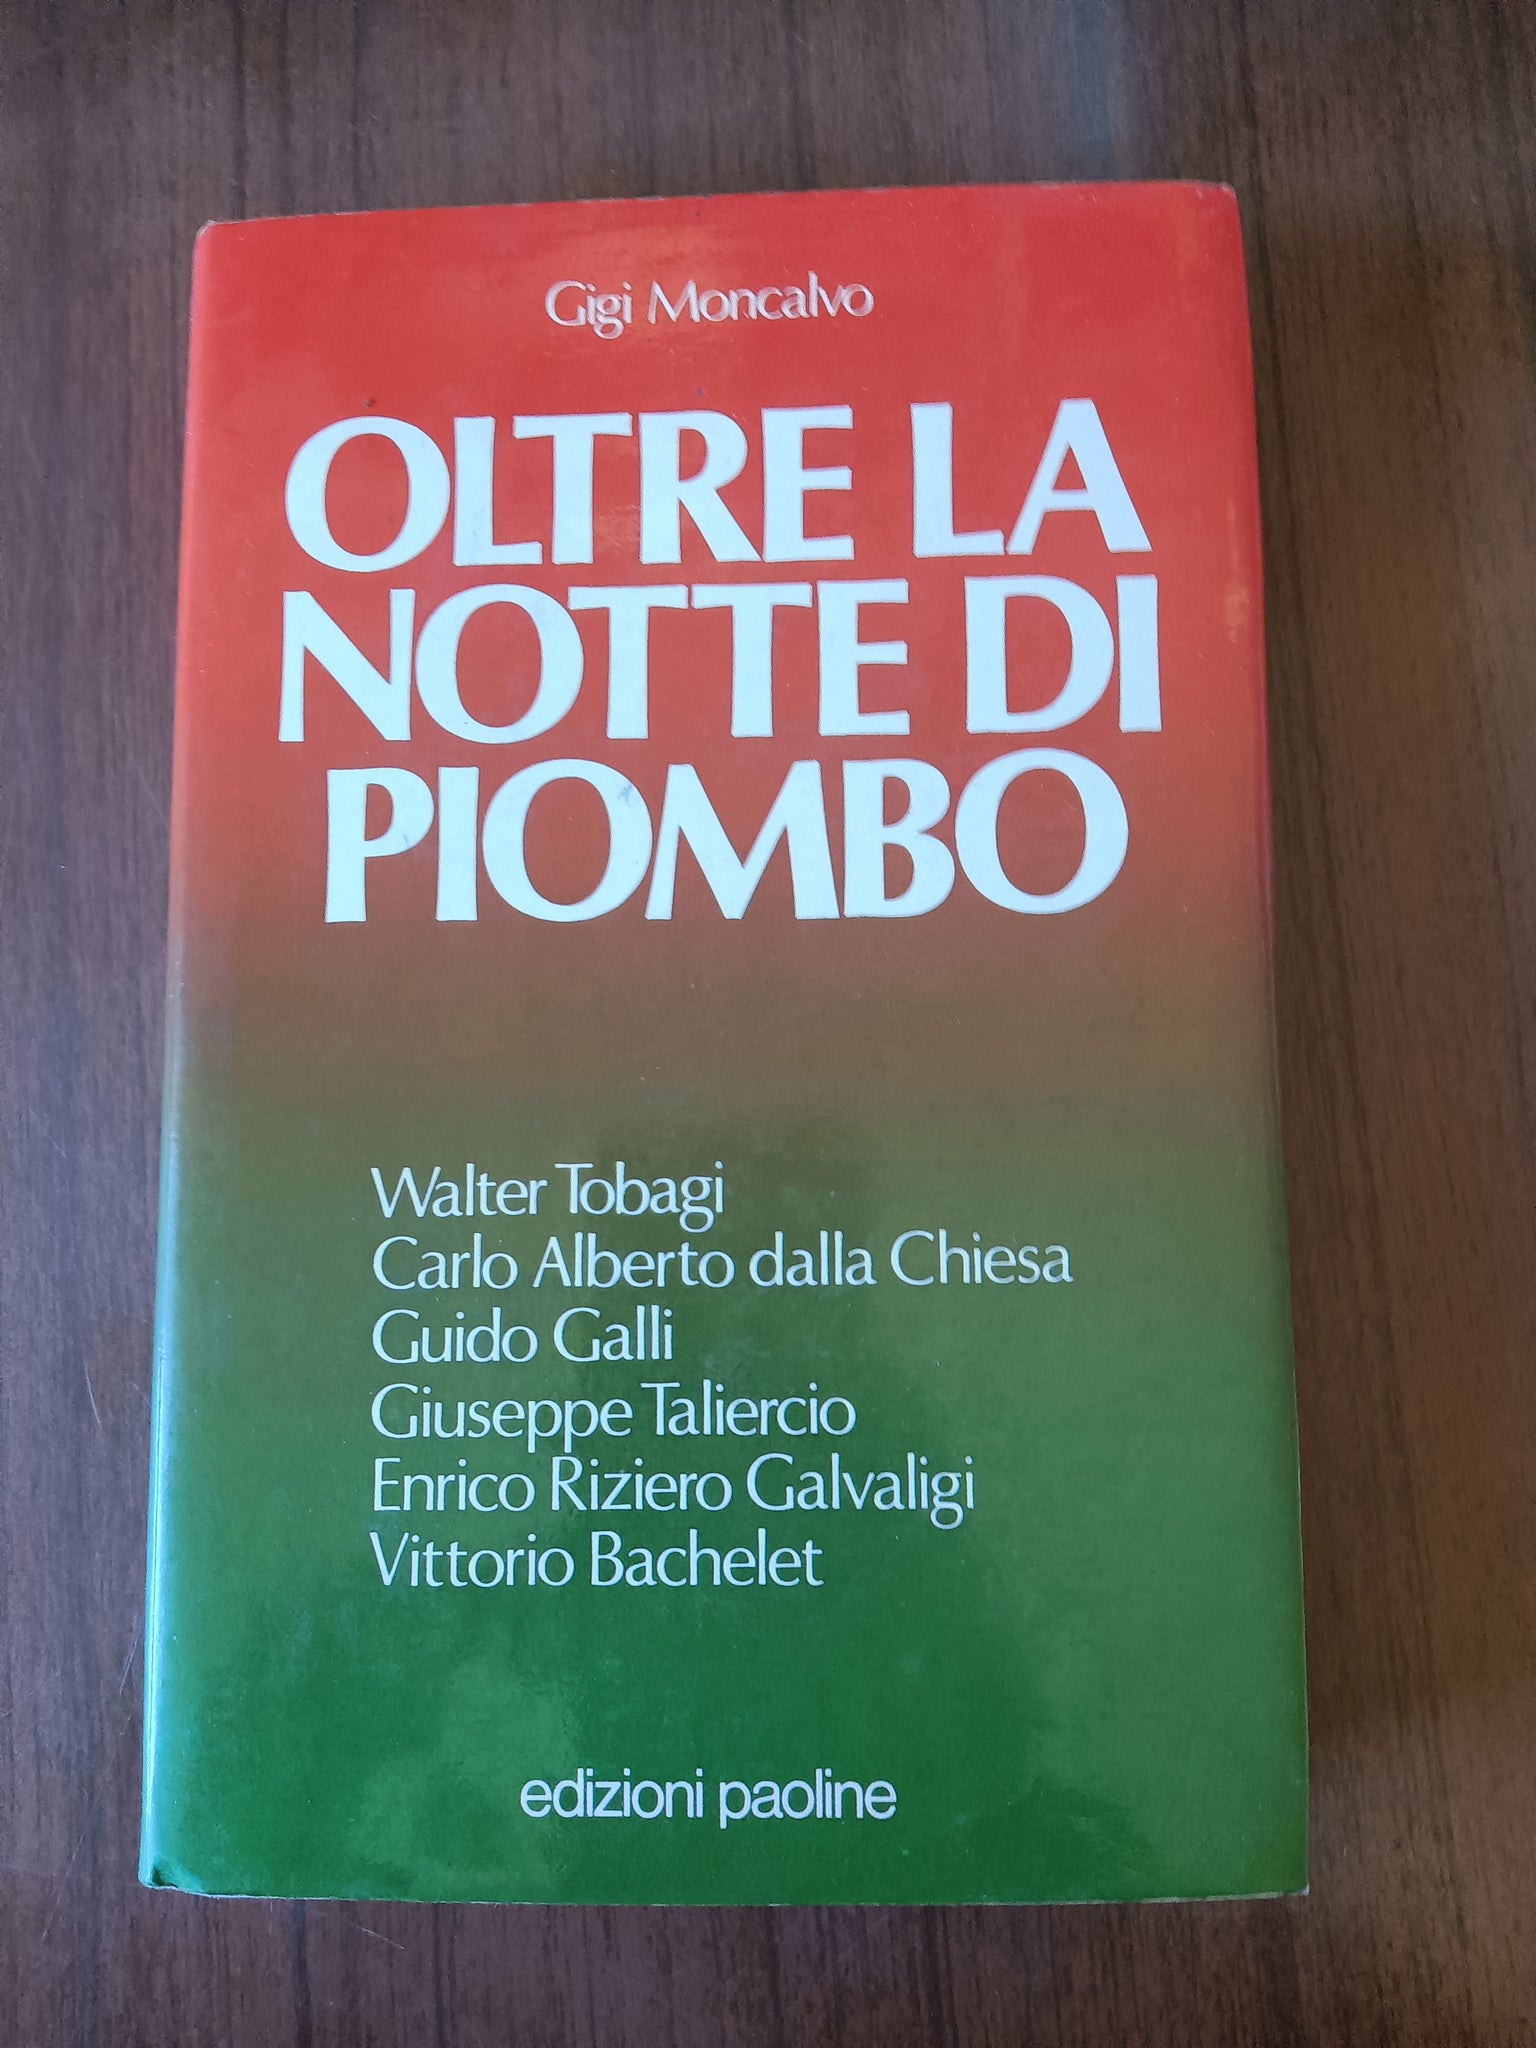 Gigi Moncalvo
OLTRE LA
NOTTE DI
PIOMBO
Walter Tobagi
Carlo Alberto dalla Chiesa
Guido Galli
Giuseppe Taliercio
Enrico Riziero Galvaligi
Vittorio Bachelet
edizioni paoline